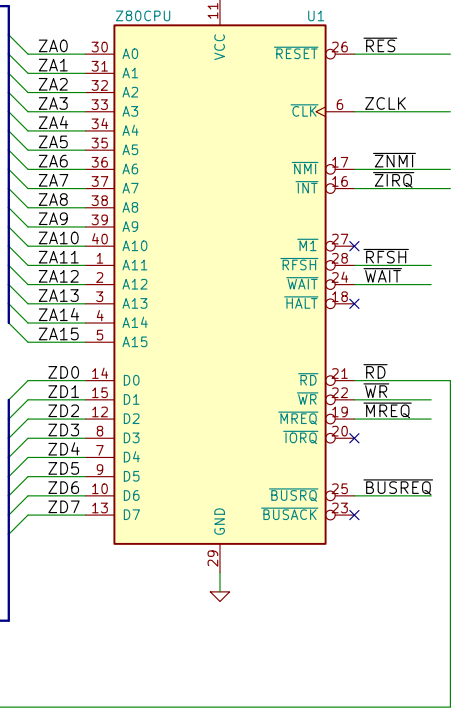 Z80CPU 11 U1
VCC
ZA0 30 A0 RESET 26 RES
ZA1 31 A1
ZA2 32 A2
ZA3 33 A3 CLK 6 ZCLK
ZA4 34 A4
ZA5 35 A5
ZA6 36 A6 NMI 17 ZNMI
ZA7 37 A7 INT 16 ZIRQ
ZA8 38 A8
ZA9 39 A9
ZA10 40 A10 M1 27
ZA11 1 A11 RFSH 28 RFSH
ZA12 2 A12 WAIT 24 WAIT
ZA13 3 A13 HALT 18
ZA14 4 A14
ZA15 5 A15
ZD0 14 D0 RD 21 RD
ZD1 15 D1 WR 22 WR
ZD2 12 D2 MREQ 19 MREQ
ZD3 8 D3 IORQ 20
ZD4 7 D4
ZD5 9 D5
ZD6 10 D6 BUSRQ 25 BUSREQ
ZD7 13 D7 BUSACK 23
GND
29